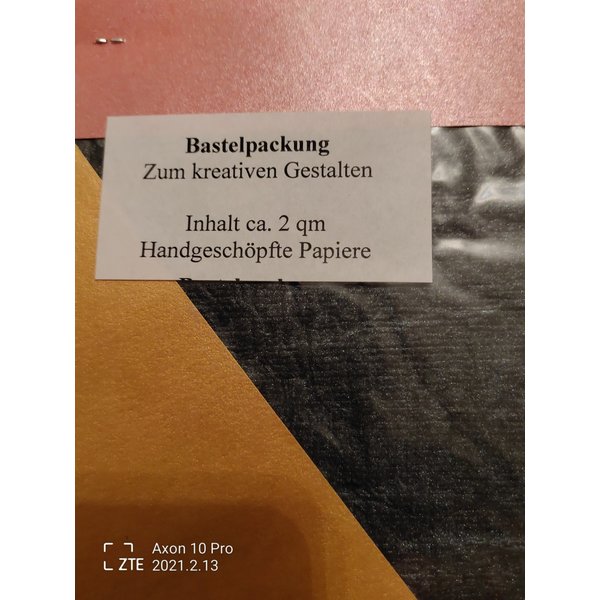 Bastelpackung
Zum kreativen Gestalten
Inhalt ca. 2 qm
Handgeschöpfte Papiere
Axon 10 Pro
ZTE 2021.2.13